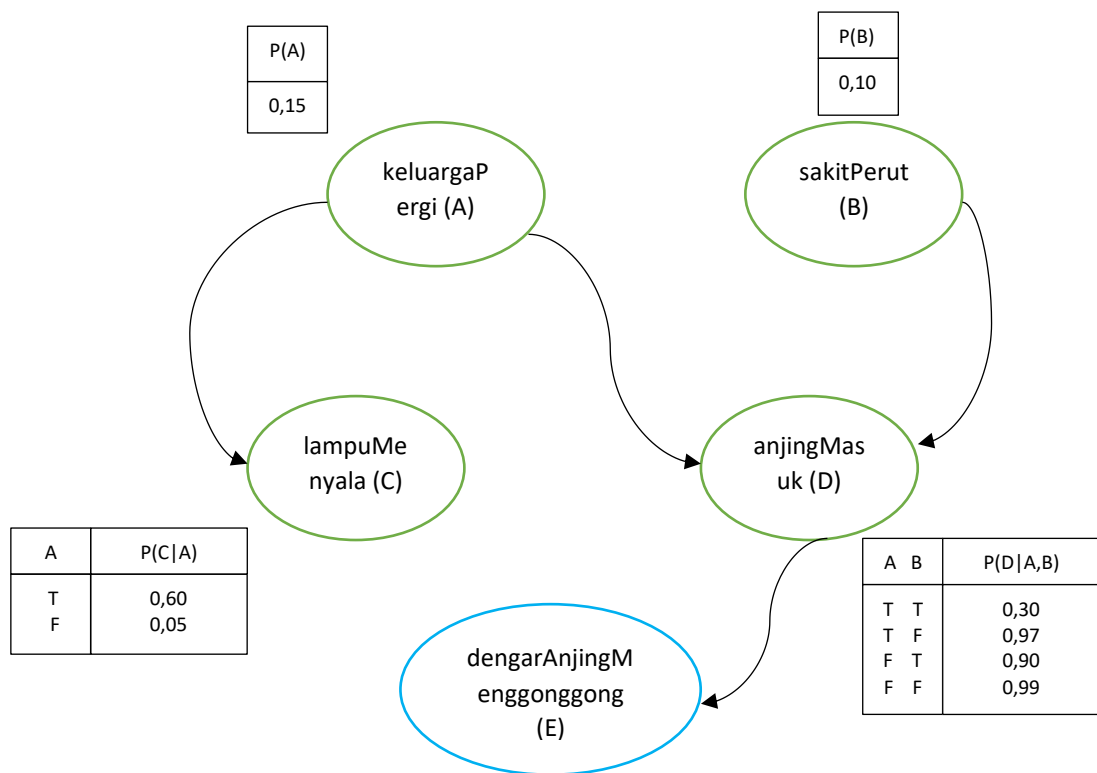 P(A)
0,15
P(B)
0,10
keluargaP
ergi (A)
sakitPerut
(B)
lampuMe
nyala (C)
anjingMas
uk (D)
A P(C|A)
T 0,60
F 0,05
A B P(D|A,B)
T T 0,30
T F 0,97
F T 0,90
F F 0,99
dengarAnjingM
enggonggong
(E)